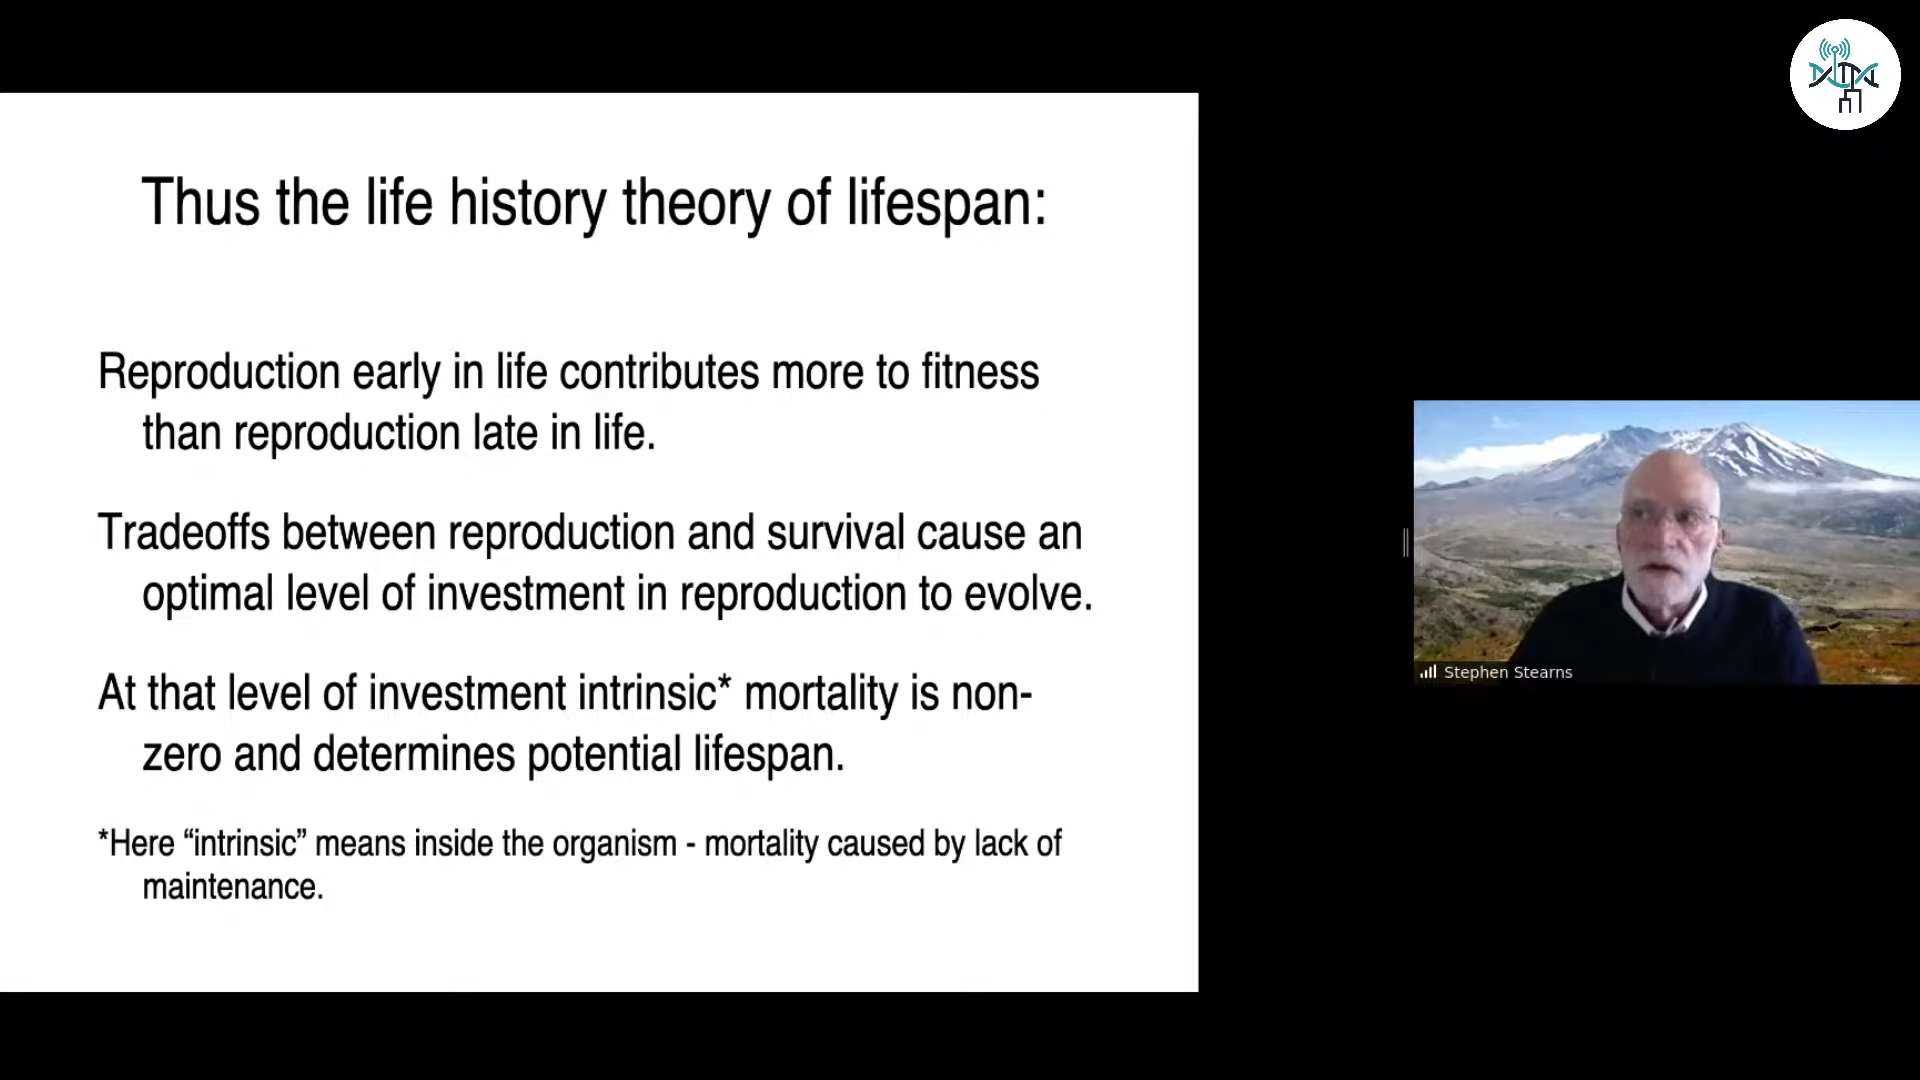 Thus the life history theory of lifespan:
Reproduction early in life contributes more to fitness
than reproduction late in life.
Tradeoffs between reproduction and survival cause an
optimal level of investment in reproduction to evolve.
At that level of investment intrinsic* mortality is non-
zero and determines potential lifespan.
*Here “intrinsic” means inside the organism - mortality caused by lack of
maintenance.
Stephen Stearns